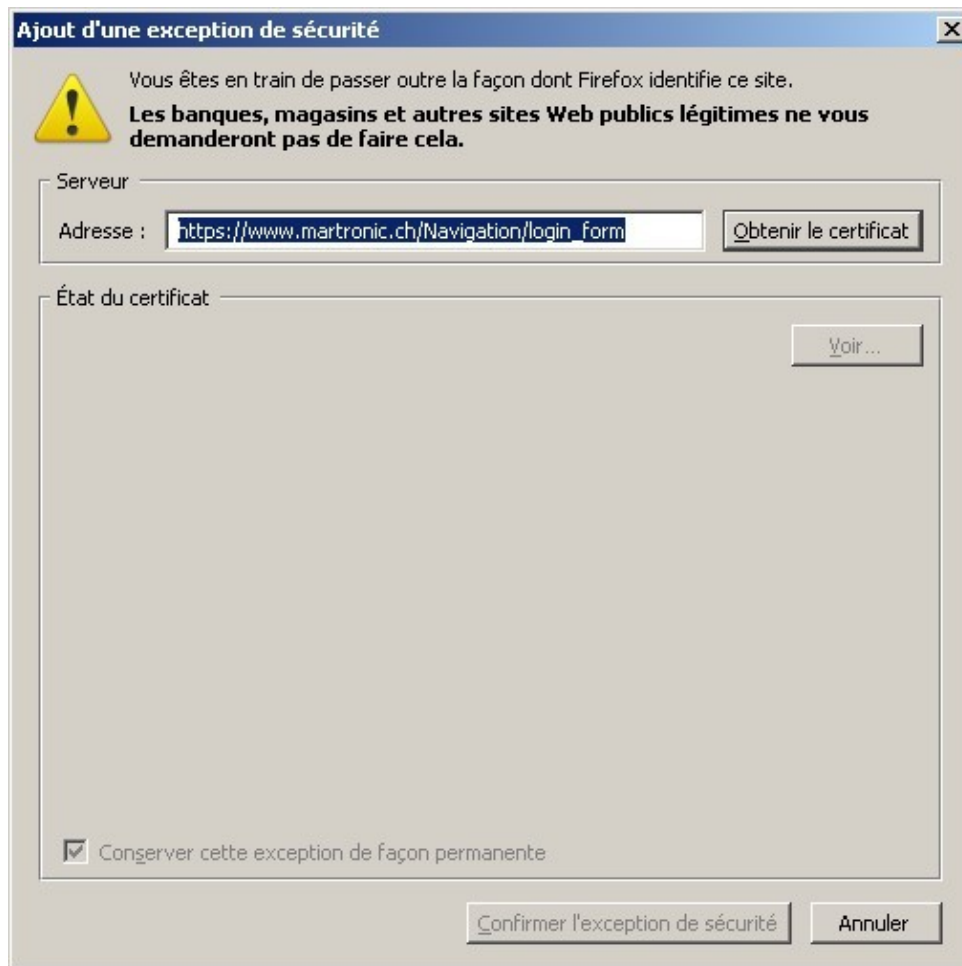 Ajout d'une exception de sécurité
Vous êtes en train de passer outre la façon dont Firefox identifie ce site.
Les banques, magasins et autres sites Web publics légitimes ne vous
demanderont pas de faire cela.
Serveur
Adresse : https://www.martronic.ch/Navigation/login_form Obtenir le certificat
État du certificat
Voir...
Conserver cette exception de façon permanente
Confirmer l'exception de sécurité Annuler